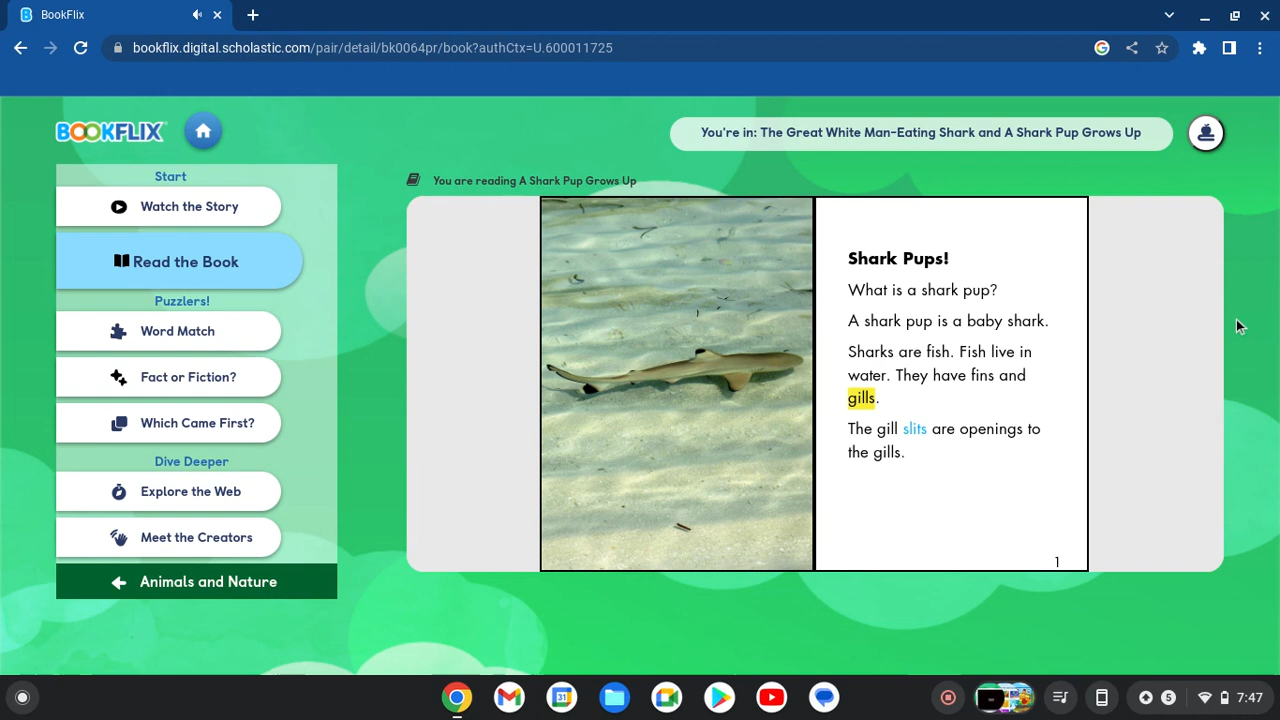 BookFlix
bookflix.digital.scholastic.com/pair/detail/bk0064pr/book?authCtx=U.600011725
BOOKFLIX
You're in: The Great White Man-Eating Shark and A Shark Pup Grows Up
Start
Watch the Story
Read the Book
Puzzlers!
Word Match
Fact or Fiction?
Which Came First?
Dive Deeper
Explore the Web
Meet the Creators
Animals and Nature
You are reading A Shark Pup Grows Up
Shark Pups!
What is a shark pup?
A shark pup is a baby shark.
Sharks are fish. Fish live in
water. They have fins and
gills.
The gill slits are openings to
the gills.
1
31
5
7:47